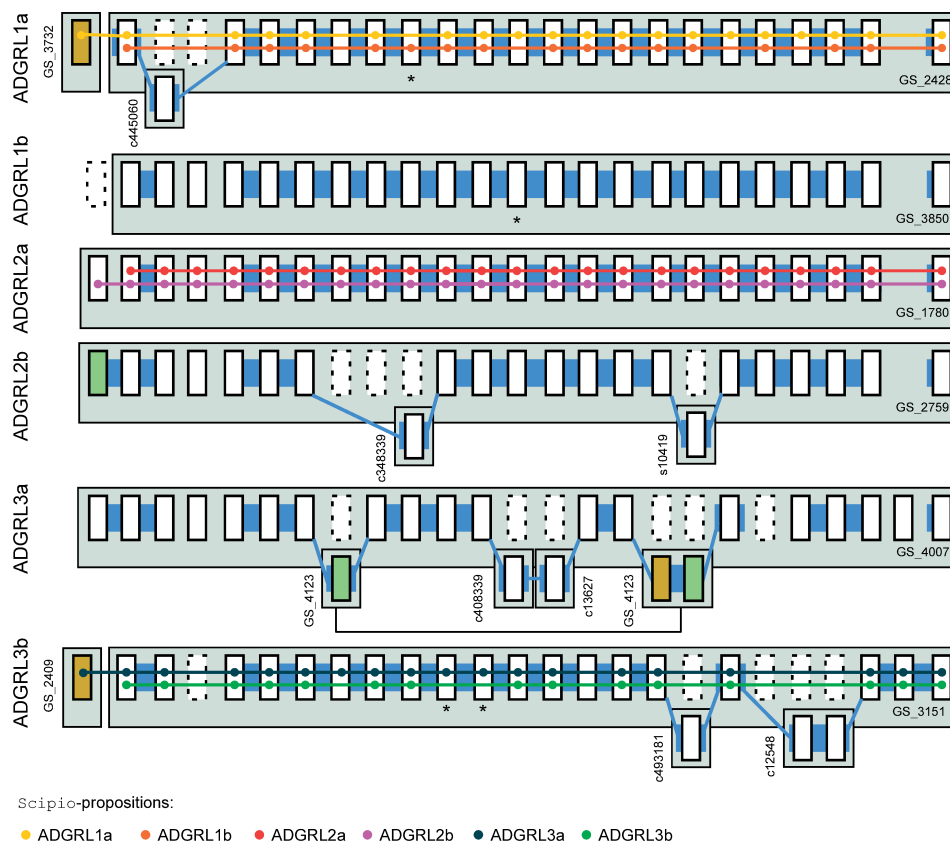 ADGRL1a
GS_3732
*
GS_2428
c445060
ADGRL1b
*
GS_3850
ADGRL2a
GS_1780
ADGRL2b
GS_2759
c348339
s10419
ADGRL3a
GS_4007
GS_4123
c408339
c13627
GS_4123
ADGRL3b
GS_2409
* *
GS_3151
c493181
c12548
Scipio-propositions:
ADGRL1a ADGRL1b ADGRL2a ADGRL2b ADGRL3a ADGRL3b